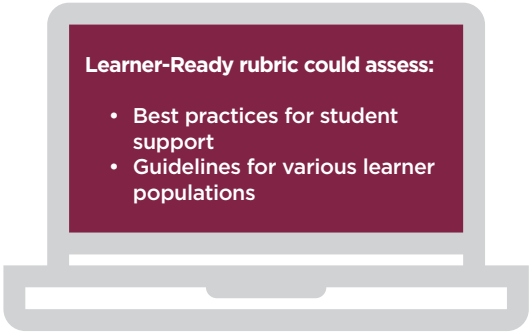 Learner-Ready rubric could assess:
• Best practices for student
support
• Guidelines for various learner
populations